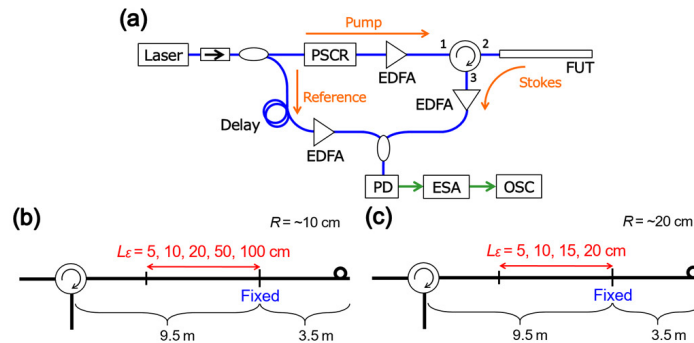 (a)
Pump
Laser
PSCR
EDFA
1
2
3
FUT
Stokes
Reference
EDFA
Delay
EDFA
PD
ESA
OSC
(b)
R = ~10 cm
Lε = 5, 10, 20, 50, 100 cm
Fixed
9.5 m
3.5 m
(c)
R = ~20 cm
Lε = 5, 10, 15, 20 cm
Fixed
9.5 m
3.5 m